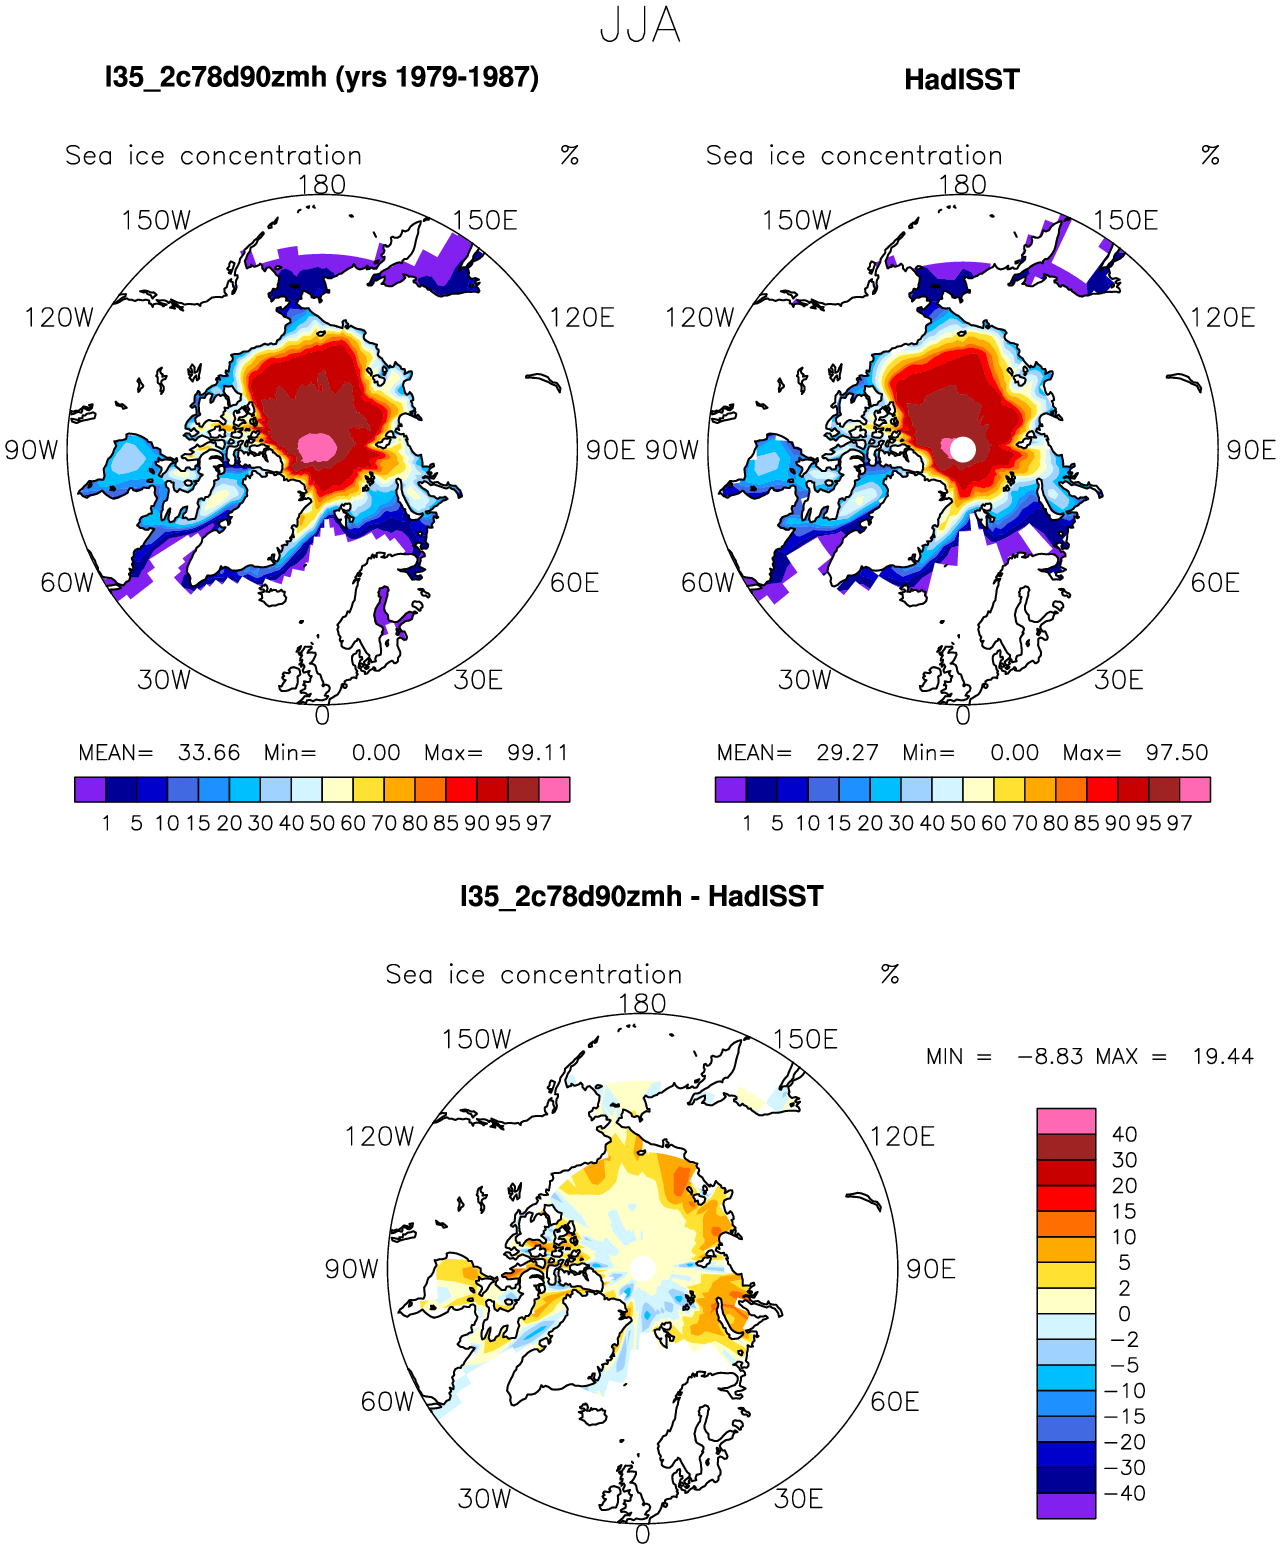 JJA
l35_2c78d90zmh (yrs 1979-1987)
HadISST
Sea ice concentration %
Sea ice concentration %
180
150W 150E
120W 120E
90W 90E
60W 60E
30W 30E
0
180
150W 150E
120W 120E
90W 90E
60W 60E
30W 30E
0
MEAN= 33.66 Min= 0.00 Max= 99.11
1 5 10 15 20 30 40 50 60 70 80 85 90 95 97
MEAN= 29.27 Min= 0.00 Max= 97.50
1 5 10 15 20 30 40 50 60 70 80 85 90 95 97
l35_2c78d90zmh - HadISST
Sea ice concentration %
180
150W 150E
120W 120E
90W 90E
60W 60E
30W 30E
0
MIN = -8.83 MAX = 19.44
40
30
20
15
10
5
2
0
-2
-5
-10
-15
-20
-30
-40